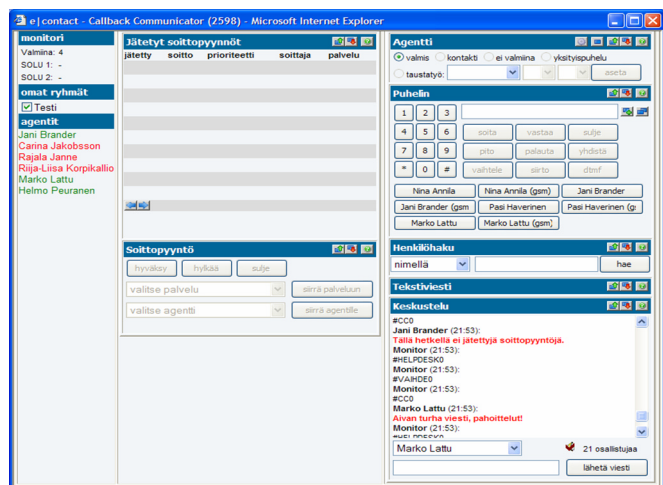 e|contact - Callback Communicator (2598) - Microsoft Internet Explorer
monitori
Valmiina: 4
SOLU 1: -
SOLU 2: -
omat ryhmät
Testi
agentit
Jani Brander
Carina Jakobsson
Rajala Janne
Riija-Liisa Korpikallio
Marko Lattu
Helmo Peuranen
Jätetyt soittopyynnöt
jätetty soitto prioriteetti soittaja palvelu
Soittopyyntö
hyväksy hylkää sulje
valitse palvelu siirrä palveluun
valitse agentti siirrä agentille
Agentti
valmis kontakti ei valmiina yksityispuhelu
taustatyö: aseta
Puhelin
1 2 3
4 5 6 soita vastaa sulje
7 8 9 pito palauta yhdistä
* 0 # vaihtele siirto dtmf
Nina Annila Nina Annila (gsm) Jani Brander
Jani Brander (gsm Pasi Haverinen Pasi Haverinen (g
Marko Lattu Marko Lattu (gsm)
Henkilöhaku
nimellä hae
Tekstiviesti
Keskustelu
#CC0
Jani Brander (21:53):
Tällä hetkellä ei jätettyjä soittopyyntöjä.
Monitor (21:53):
#HELPDESK0
Monitor (21:53):
#VAIHDE0
Monitor (21:53):
#CC0
Marko Lattu (21:53):
Aivan turha viesti, pahoittelut!
Monitor (21:53):
#HELPDESK0
Marko Lattu 21 osallistujaa
lähetä viesti